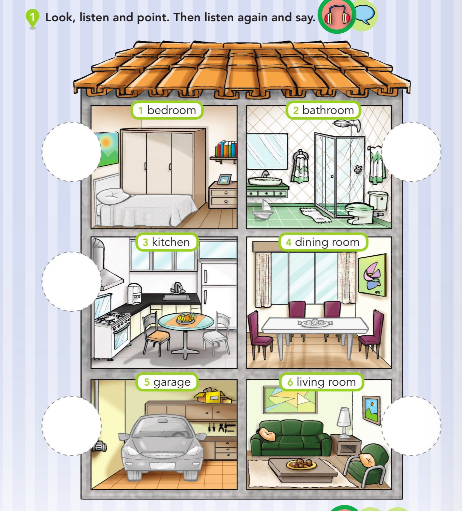 1 Look, listen and point. Then listen again and say.
1 bedroom
2 bathroom
3 kitchen
4 dining room
5 garage
6 living room